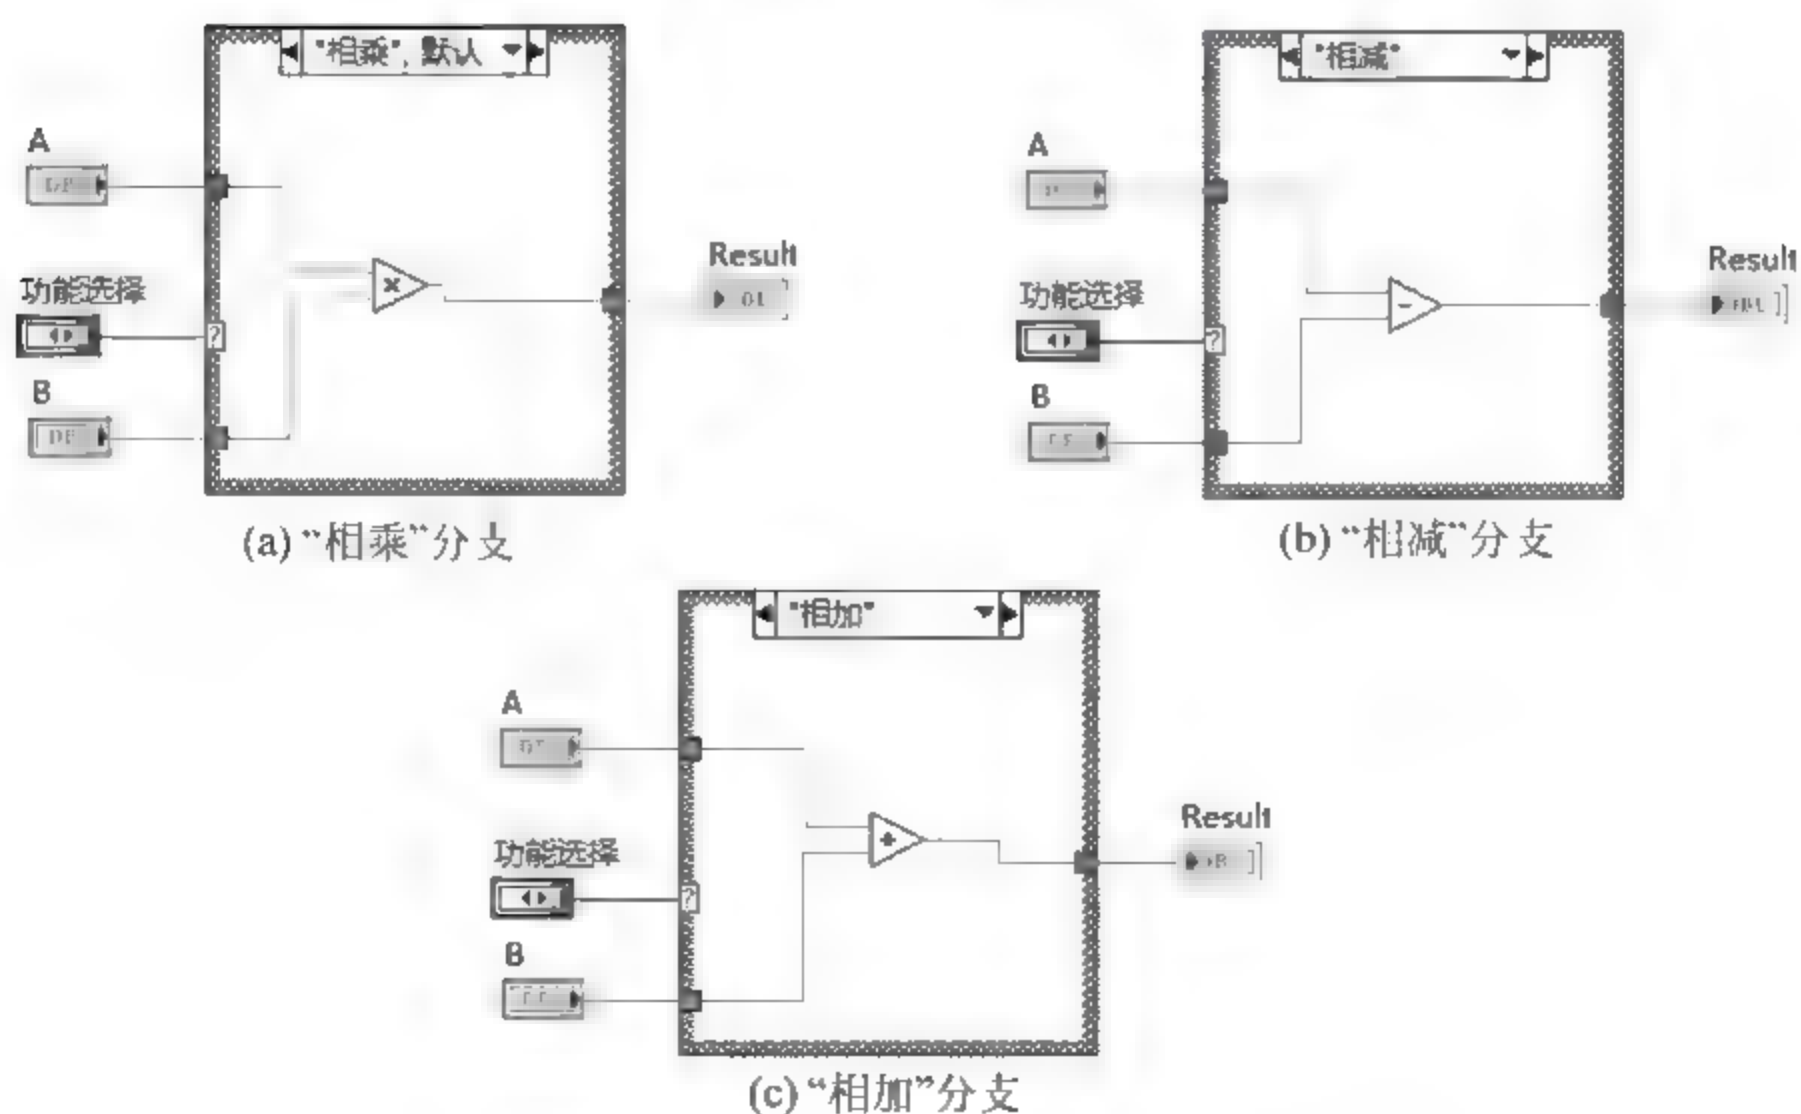 "相乘", 默认
A
功能选择
?
B
×
Result
(a) “相乘”分支
"相减"
A
功能选择
?
B
-
Result
(b) “相减”分支
"相加"
A
功能选择
?
B
+
Result
(c) “相加”分支